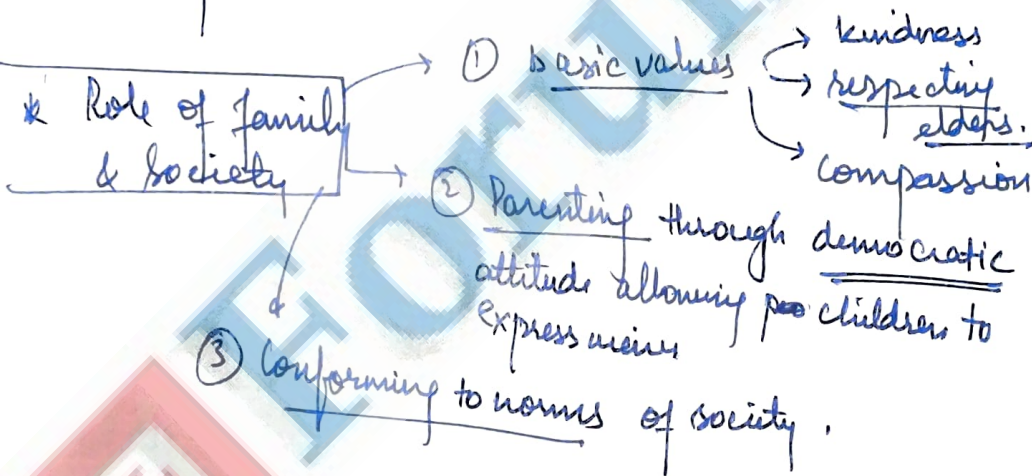 * Role of family
& Society
① basic values
→ kindness
→ respecting
elders.
→ compassion
② Parenting through democratic
attitude allowing children to
express views
③ Conforming to norms of society.
Forum